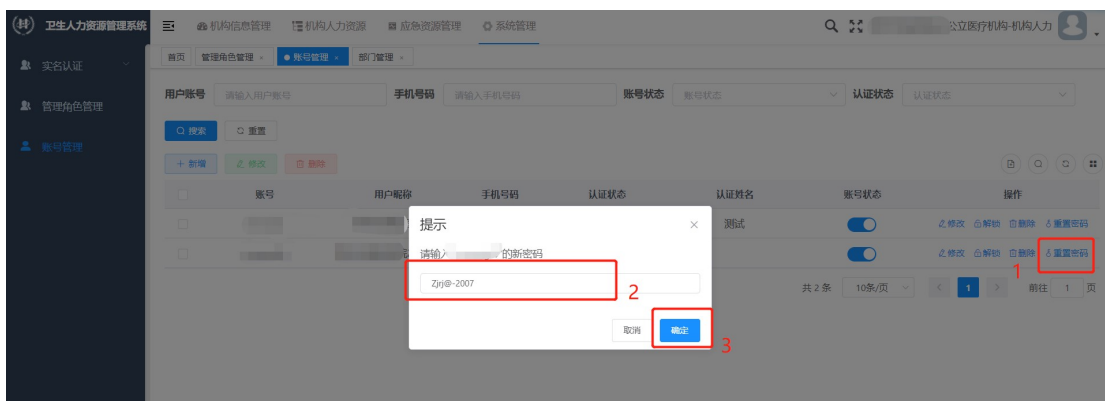 卫生人力资源管理系统 机构信息管理 机构人力资源 应急资源管理 系统管理 公立医疗机构-机构人力
实名认证
管理角色管理
账号管理
首页 管理角色管理 × 账号管理 × 部门管理 ×
用户账号 请输入用户账号 手机号码 请输入手机号码 账号状态 账号状态 认证状态 认证状态
搜索 重置
+ 新增 修改 删除
账号 用户昵称 手机号码 认证状态 认证姓名 账号状态 操作
测试 修改 解锁 删除 重置密码
修改 解锁 删除 重置密码
1
共 2 条 10条/页 < 1 > 前往 1 页
提示 ×
请输入 的新密码
Zjrj@-2007
2
取消 确定
3